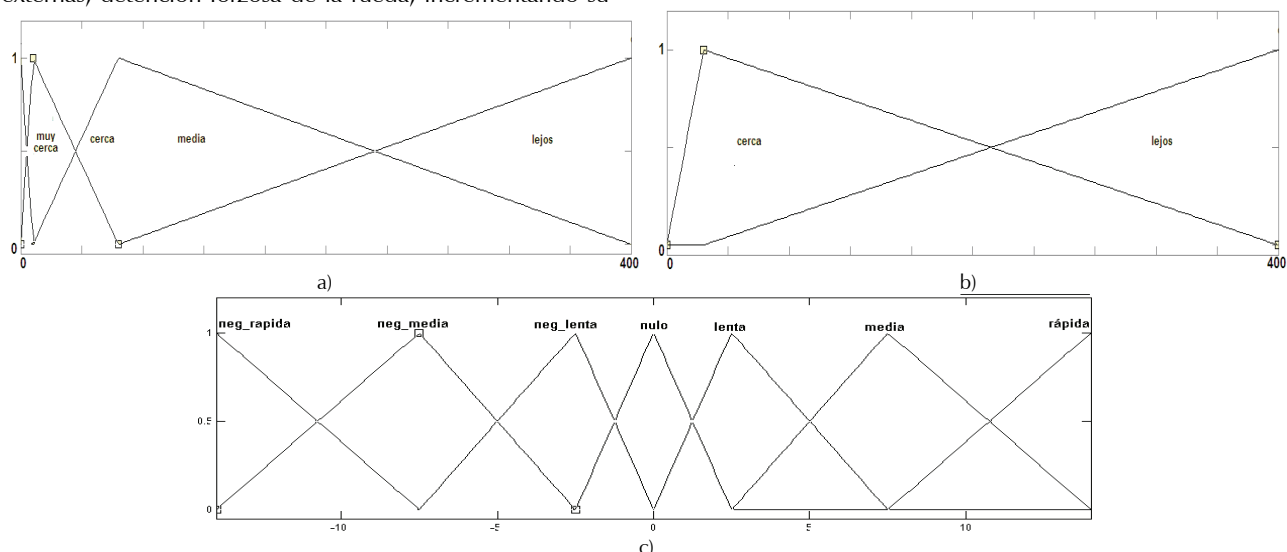 externas, detención forzosa de la rueda, incrementando su
1
muy cerca
cerca
media
lejos
0
0
400
a)
1
cerca
lejos
0
0
400
b)
neg_rapida neg_media neg_lenta nulo lenta media rápida
1
0.5
0
-10 -5 0 5 10
c)